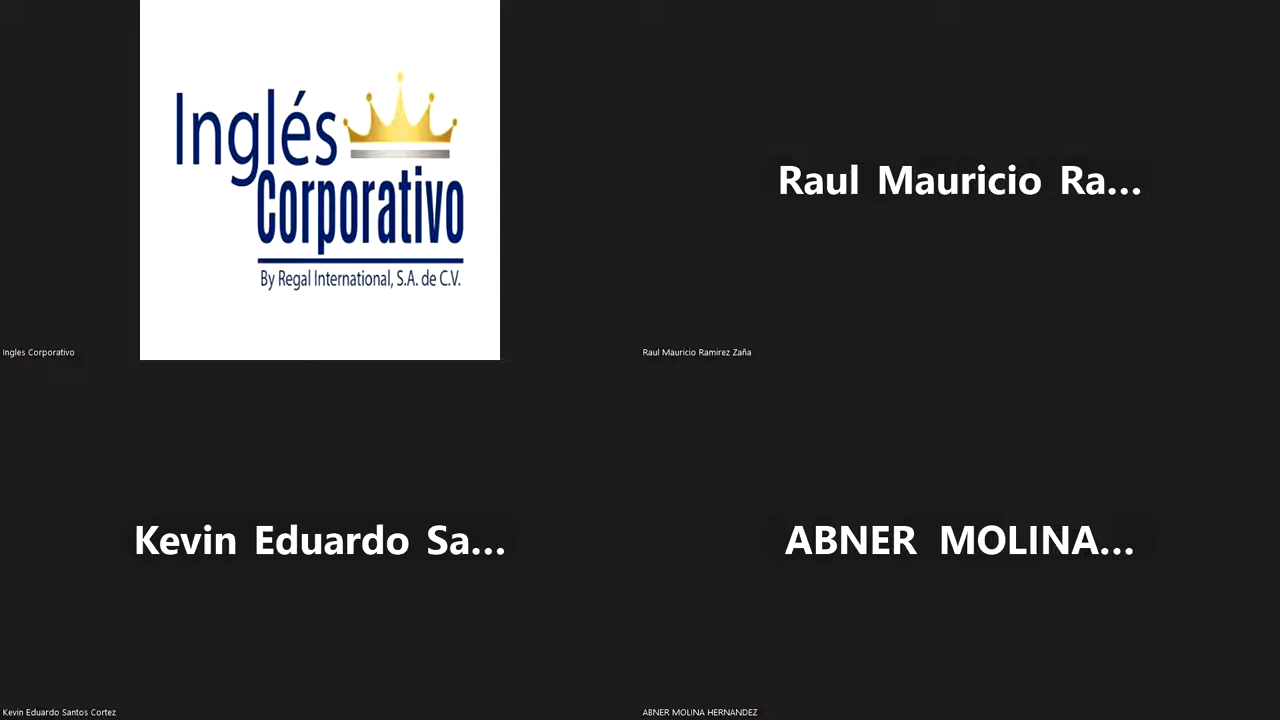 Inglés
Corporativo
By Regal International, S.A. de C.V.
Ingles Corporativo
Raul Mauricio Ra...
Raul Mauricio Ramirez Zaña
Kevin Eduardo Sa...
Kevin Eduardo Santos Cortez
ABNER MOLINA...
ABNER MOLINA HERNANDEZ